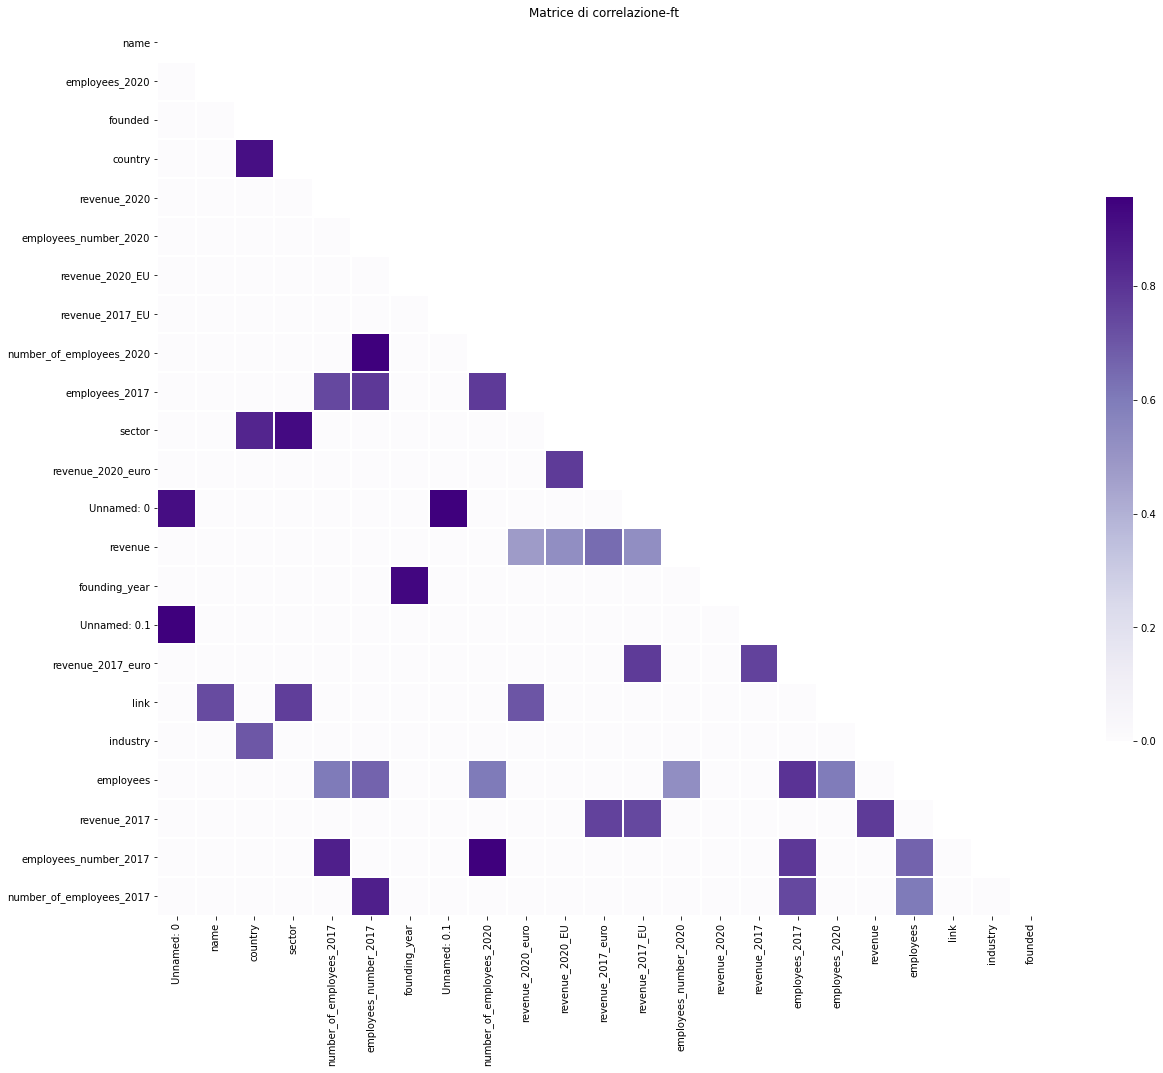 Matrice di correlazione-ft
name
employees_2020
founded
country
revenue_2020
employees_number_2020
revenue_2020_EU
revenue_2017_EU
number_of_employees_2020
employees_2017
sector
revenue_2020_euro
Unnamed: 0
revenue
founding_year
Unnamed: 0.1
revenue_2017_euro
link
industry
employees
revenue_2017
employees_number_2017
number_of_employees_2017
Unnamed: 0
name
country
sector
number_of_employees_2017
employees_number_2017
founding_year
Unnamed: 0.1
number_of_employees_2020
revenue_2020_euro
revenue_2020_EU
revenue_2017_euro
revenue_2017_EU
employees_number_2020
revenue_2020
revenue_2017
employees_2017
employees_2020
revenue
employees
link
industry
founded
0.8
0.6
0.4
0.2
0.0